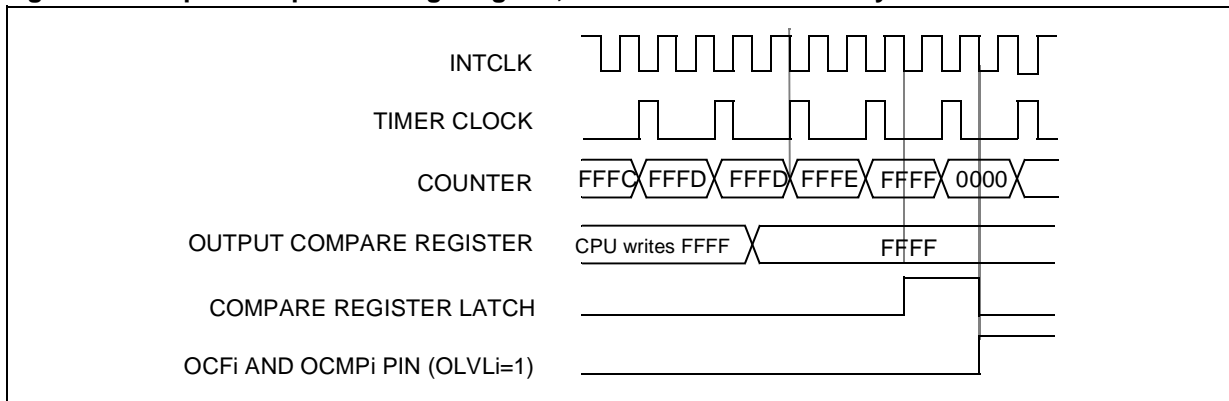 INTCLK
TIMER CLOCK
COUNTER
FFFC FFFD FFFD FFFE FFFF 0000
OUTPUT COMPARE REGISTER
CPU writes FFFF
FFFF
COMPARE REGISTER LATCH
OCFi AND OCMPi PIN (OLVLi=1)